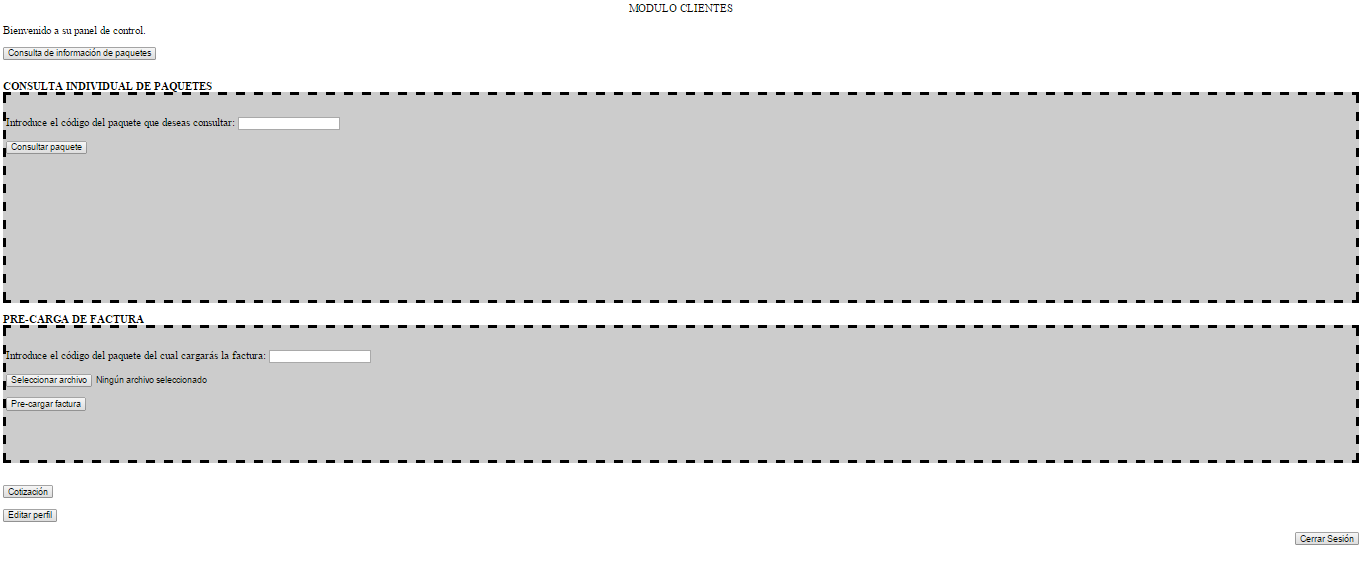 MODULO CLIENTES
Bienvenido a su panel de control.
Consulta de información de paquetes
CONSULTA INDIVIDUAL DE PAQUETES
Introduce el código del paquete que deseas consultar:
Consultar paquete
PRE-CARGA DE FACTURA
Introduce el código del paquete del cual cargarás la factura:
Seleccionar archivo Ningún archivo seleccionado
Pre-cargar factura
Cotización
Editar perfil
Cerrar Sesión